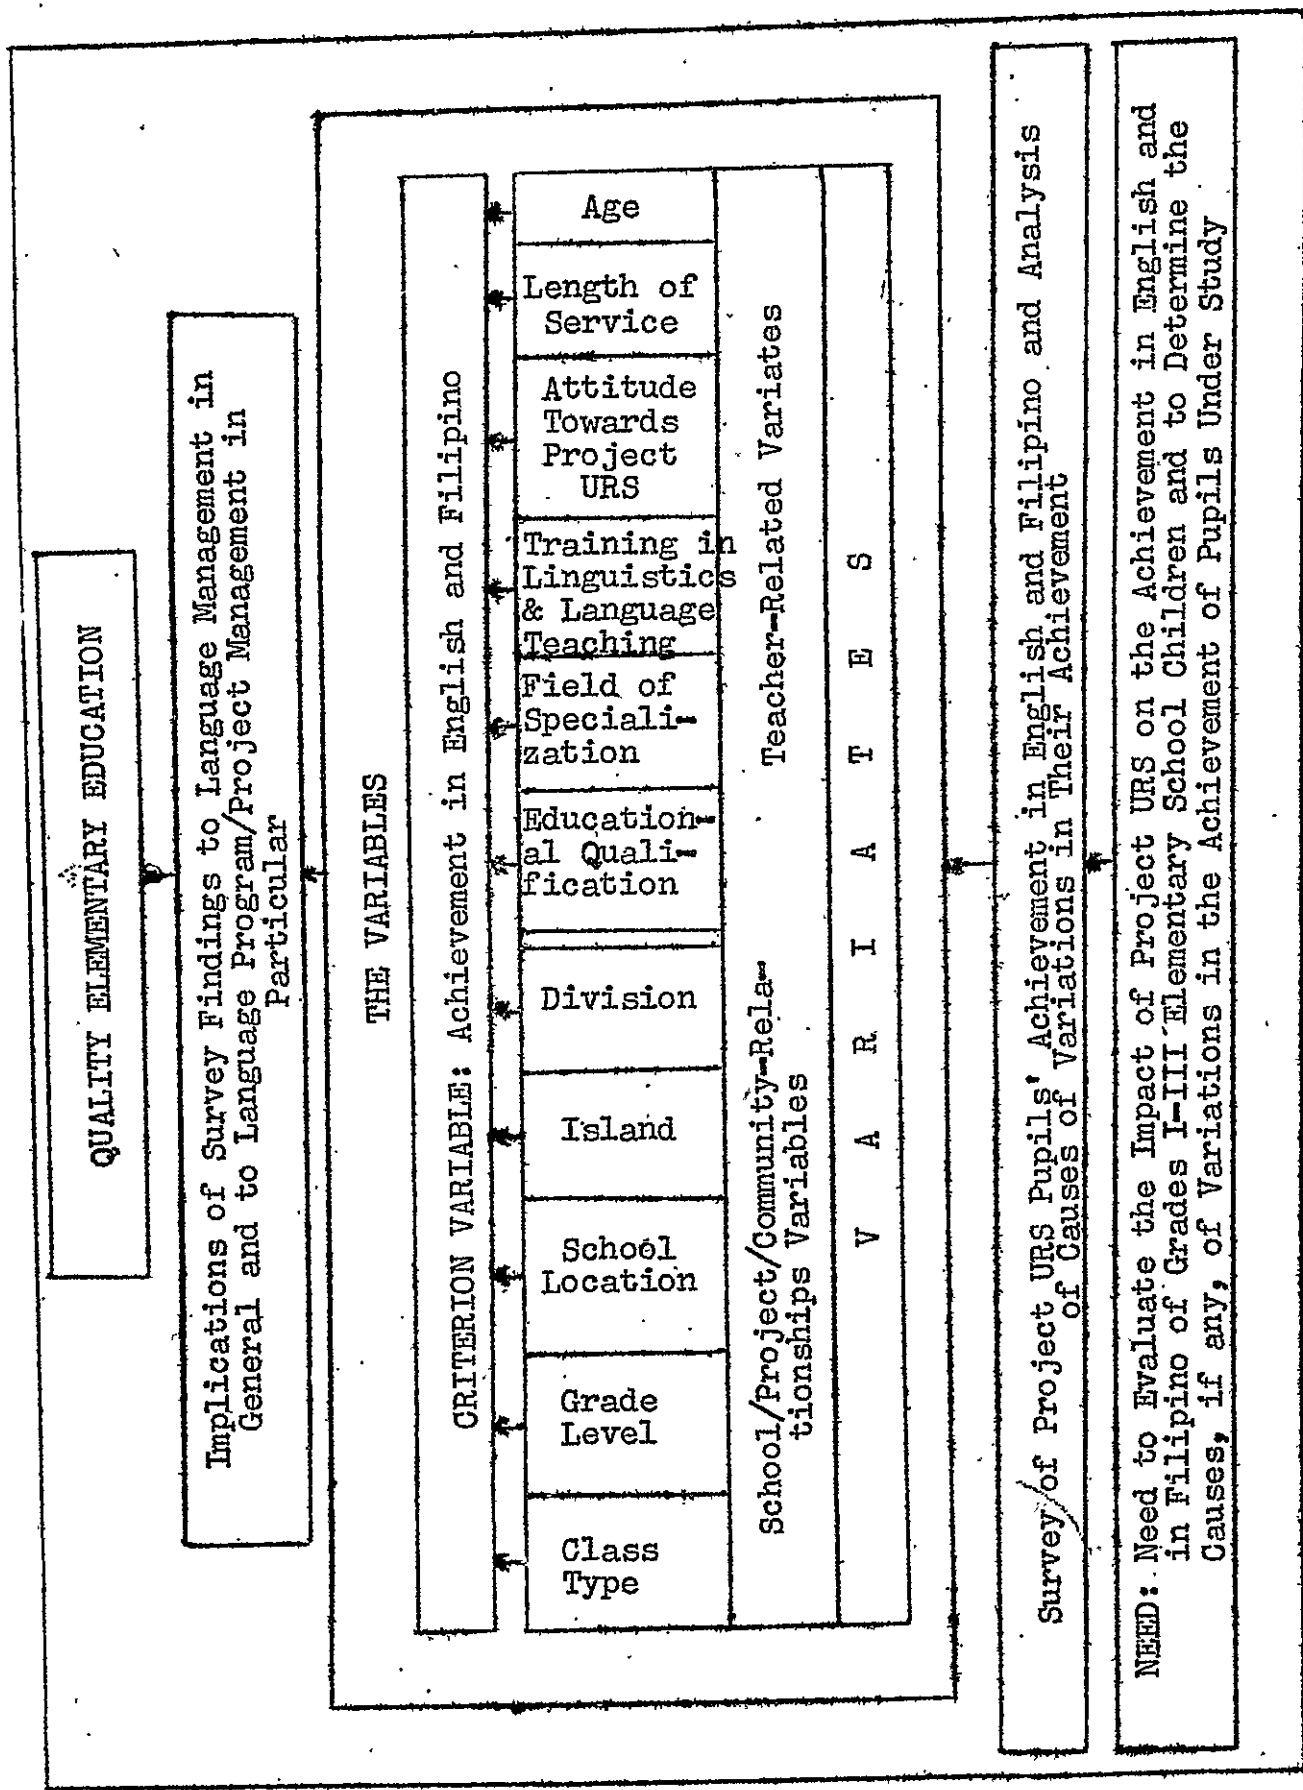 QUALITY ELEMENTARY EDUCATION
Implications of Survey Findings to Language Management in
General and to Language Program/Project Management in
Particular
THE VARIABLES
CRITERION VARIABLE: Achievement in English and Filipino
Class
Type
Grade
Level
School
Location
Island
Division
Education-
al Quali-
fication
Field of
Speciali-
zation
Training in
Linguistics
& Language
Teaching
Attitude
Towards
Project
URS
Length of
Service
Age
School/Project/Community-Rela-
tionships Variables
Teacher-Related Variates
V A R I A T E S
Survey of Project URS Pupils' Achievement in English and Filipino and Analysis
of Causes of Variations in Their Achievement
NEED: Need to Evaluate the Impact of Project URS on the Achievement in English and
in Filipino of Grades I-III Elementary School Children and to Determine the
Causes, if any, of Variations in the Achievement of Pupils Under Study